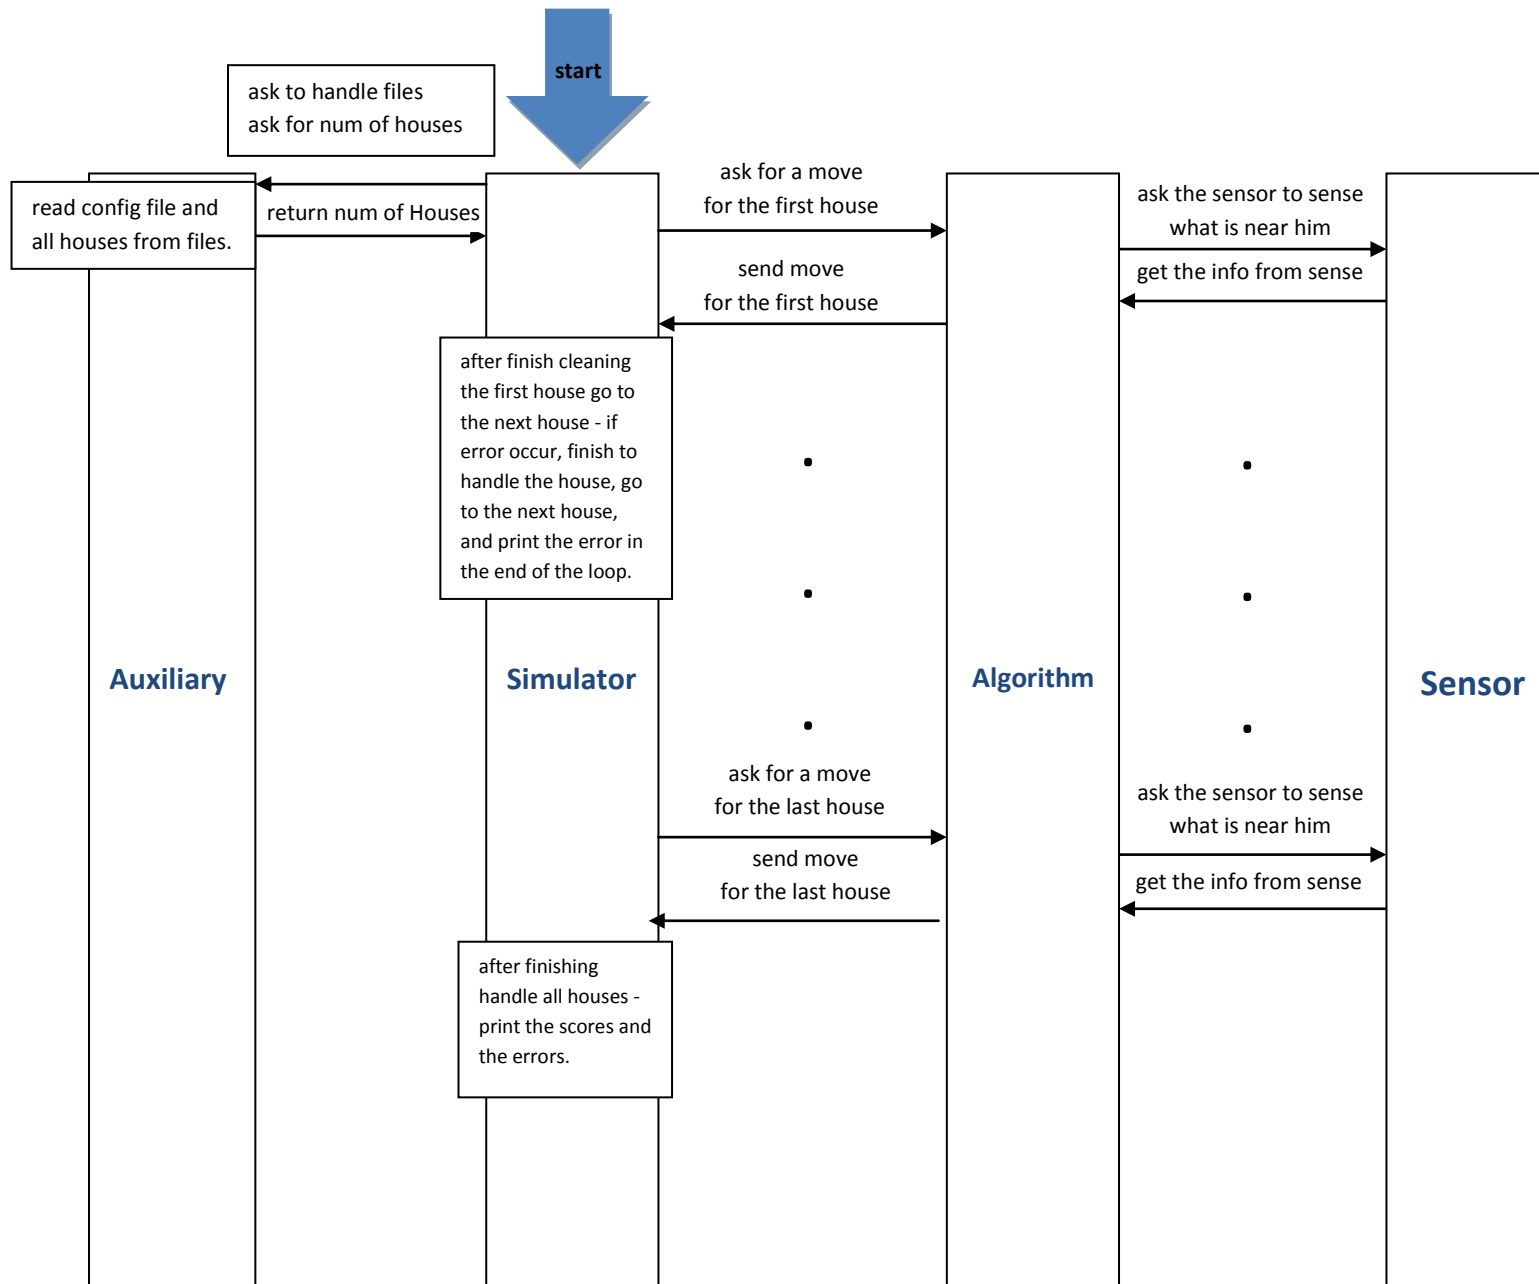 start
ask to handle files
ask for num of houses
read config file and
all houses from files.
return num of Houses
ask for a move
for the first house
ask the sensor to sense
what is near him
send move
for the first house
get the info from sense
after finish cleaning
the first house go to
the next house - if
error occur, finish to
handle the house, go
to the next house,
and print the error in
the end of the loop.
Auxiliary
Simulator
Algorithm
Sensor
ask for a move
for the last house
ask the sensor to sense
what is near him
send move
for the last house
get the info from sense
after finishing
handle all houses -
print the scores and
the errors.